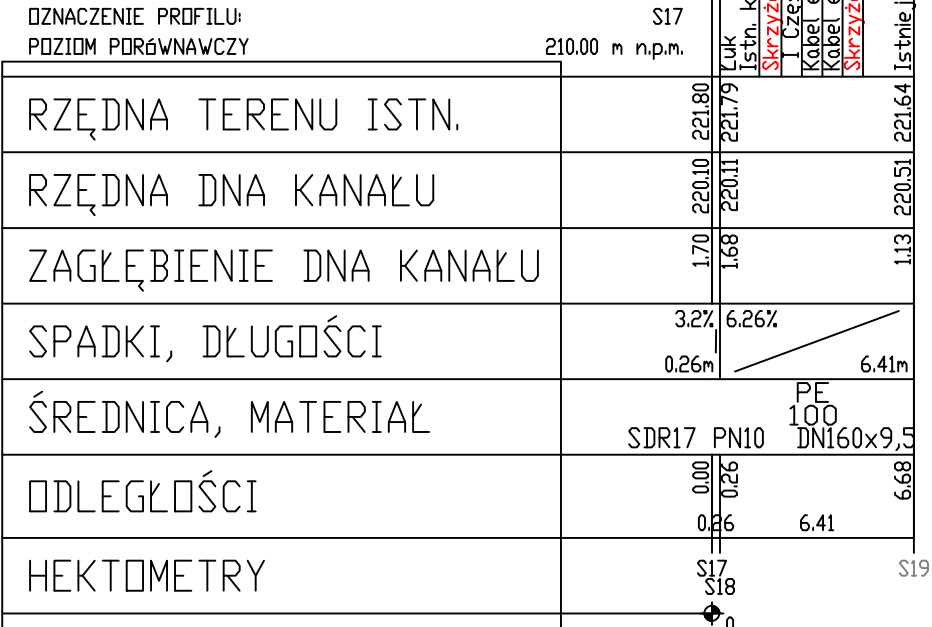 OZNACZENIE PROFILU: S17
POZIOM PORóWNAWCZY 210.00 m n.p.m.
Łuk
Istn. k
Skrzyżo
I Częś
Kabel e
Kabel e
Skrzyżo
Istniej
RZĘDNA TERENU ISTN. 221.80 221.79 221.64
RZĘDNA DNA KANAŁU 220.10 220.11 220.51
ZAGŁĘBIENIE DNA KANAŁU 1.70 1.68 1.13
3.2% 6.26%
SPADKI, DŁUGOŚCI
0.26m 6.41m
PE
100
ŚREDNICA, MATERIAŁ
SDR17 PN10 DN160x9,5
0.00 0.26 6.68
ODLEGŁOŚCI
0.26 6.41
HEKTOMETRY
S17 S19
S18
0